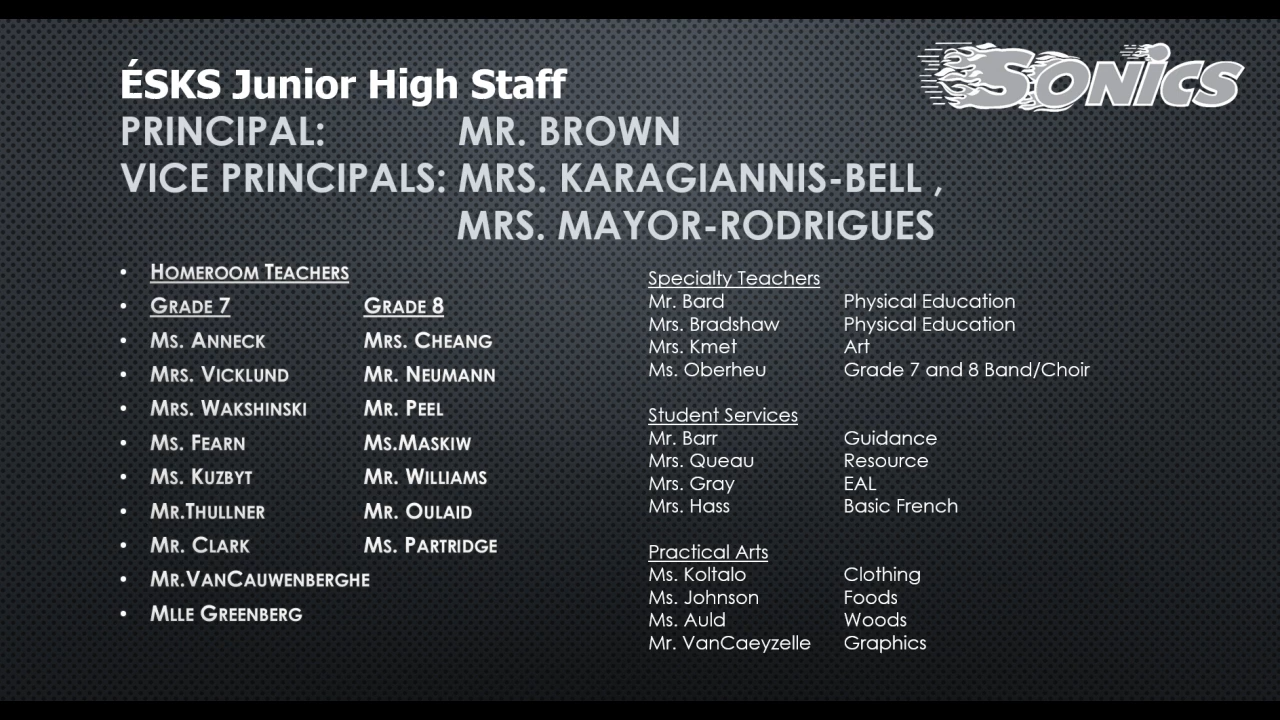 SONICS
ÉSKS Junior High Staff
PRINCIPAL: MR. BROWN
VICE PRINCIPALS: MRS. KARAGIANNIS-BELL ,
MRS. MAYOR-RODRIGUES
• HOMEROOM TEACHERS
• GRADE 7 GRADE 8
• MS. ANNECK MRS. CHEANG
• MRS. VICKLUND MR. NEUMANN
• MRS. WAKSHINSKI MR. PEEL
• MS. FEARN MS.MASKIW
• MS. KUZBYT MR. WILLIAMS
• MR.THULLNER MR. OULAID
• MR. CLARK MS. PARTRIDGE
• MR.VANCAUWENBERGHE
• MLLE GREENBERG
Specialty Teachers
Mr. Bard Physical Education
Mrs. Bradshaw Physical Education
Mrs. Kmet Art
Ms. Oberheu Grade 7 and 8 Band/Choir
Student Services
Mr. Barr Guidance
Mrs. Queau Resource
Mrs. Gray EAL
Mrs. Hass Basic French
Practical Arts
Ms. Koltalo Clothing
Ms. Johnson Foods
Ms. Auld Woods
Mr. VanCaeyzelle Graphics